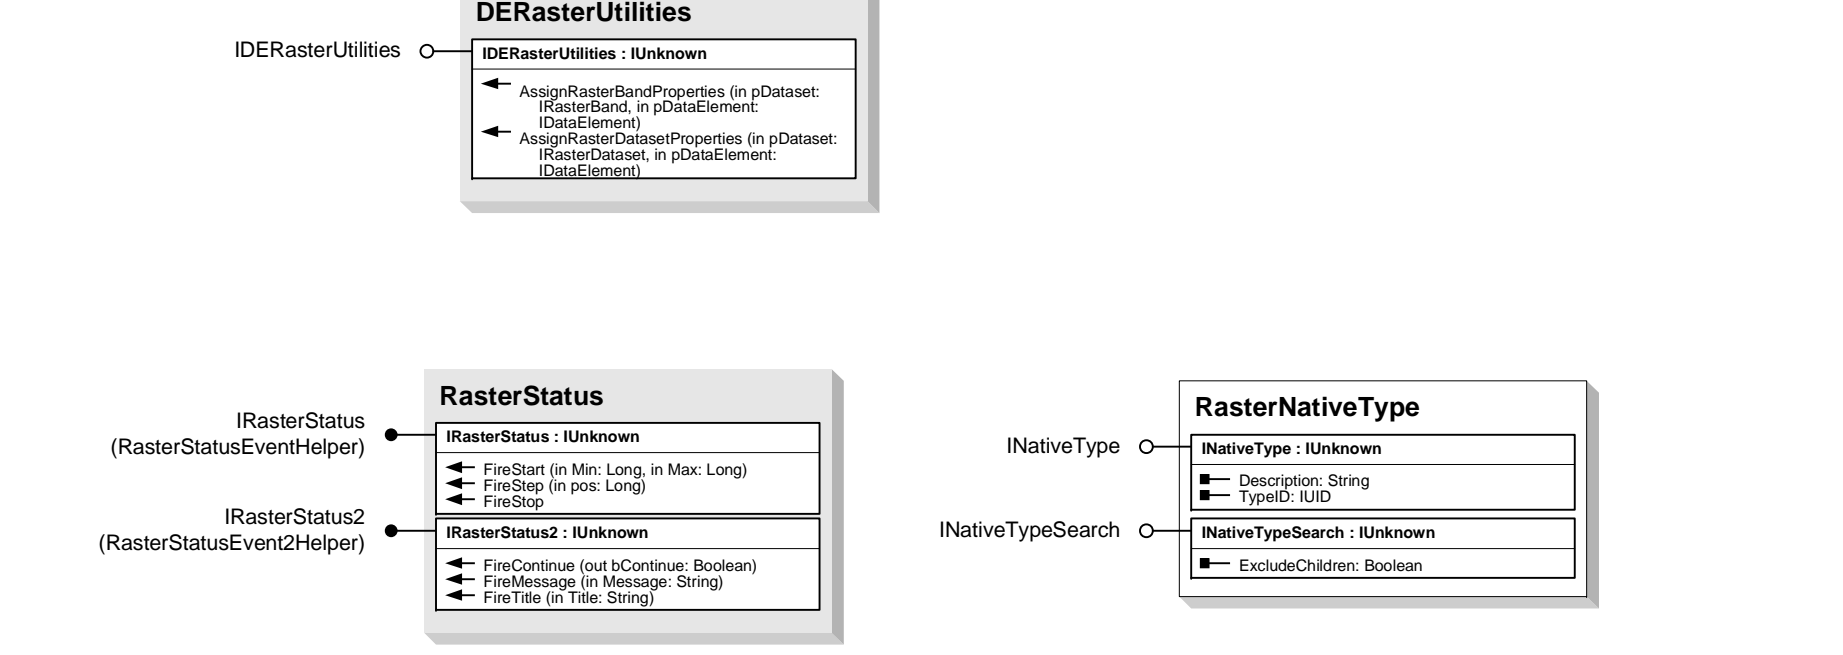 DERasterUtilities
IDERasterUtilities
IDERasterUtilities : IUnknown
AssignRasterBandProperties (in pDataset:
IRasterBand, in pDataElement:
IDataElement)
AssignRasterDatasetProperties (in pDataset:
IRasterDataset, in pDataElement:
IDataElement)
RasterStatus
IRasterStatus
(RasterStatusEventHelper)
IRasterStatus : IUnknown
FireStart (in Min: Long, in Max: Long)
FireStep (in pos: Long)
FireStop
IRasterStatus2
(RasterStatusEvent2Helper)
IRasterStatus2 : IUnknown
FireContinue (out bContinue: Boolean)
FireMessage (in Message: String)
FireTitle (in Title: String)
RasterNativeType
INativeType
INativeType : IUnknown
Description: String
TypeID: IUID
INativeTypeSearch
INativeTypeSearch : IUnknown
ExcludeChildren: Boolean